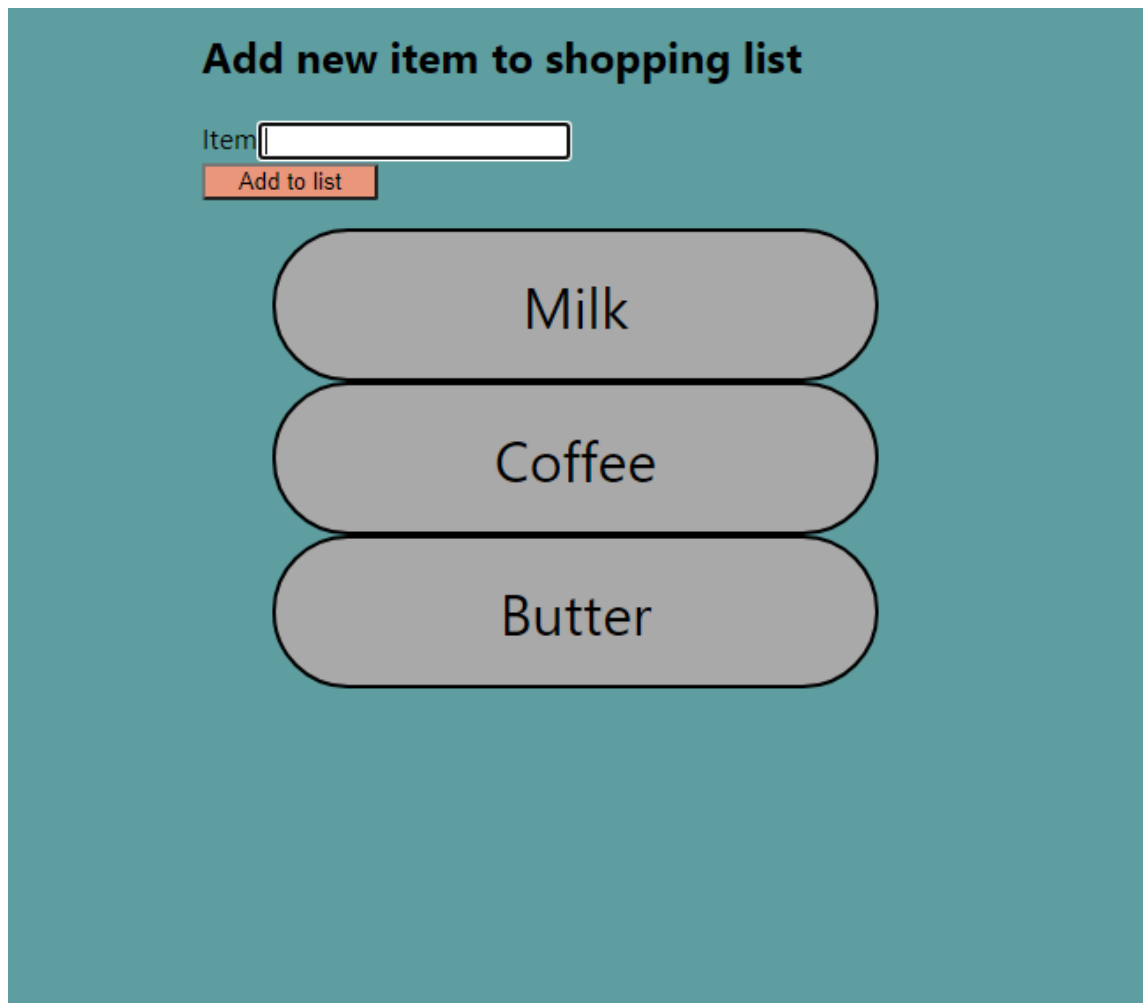 Add new item to shopping list
Item
Add to list
Milk
Coffee
Butter